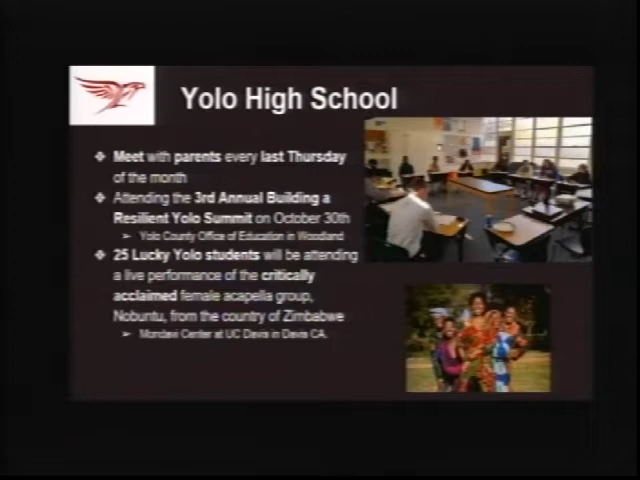 Yolo High School
❖ Meet with parents every last Thursday
of the month
❖ Attending the 3rd Annual Building a
Resilient Yolo Summit on October 30th
➢ Yolo County Office of Education in Woodland
❖ 25 Lucky Yolo students will be attending
a live performance of the critically
acclaimed female acapella group,
Nobuntu, from the country of Zimbabwe
➢ Mondavi Center at UC Davis in Davis CA.